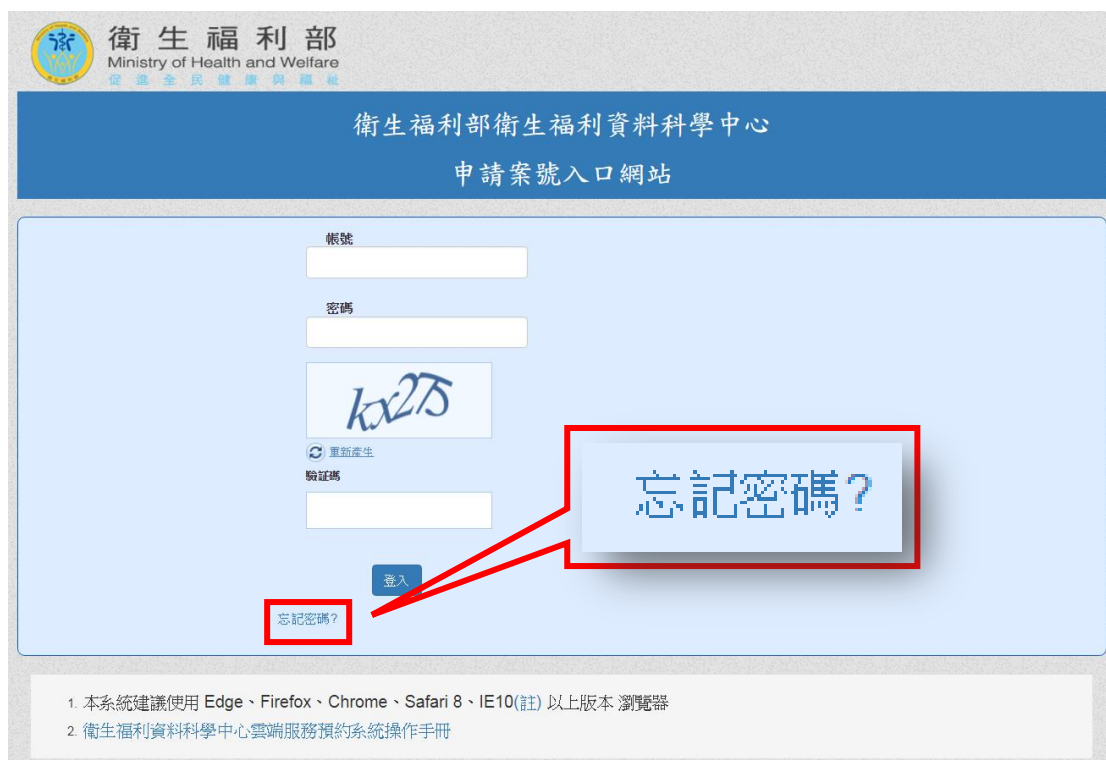 衛生福利部
Ministry of Health and Welfare
促進全民健康與福祉
衛生福利部衛生福利資料科學中心
申請案號入口網站
帳號
密碼
kx275
重新產生
驗証碼
忘記密碼?
登入
忘記密碼?
1. 本系統建議使用 Edge、Firefox、Chrome、Safari 8、IE10(註) 以上版本 瀏覽器
2. 衛生福利資料科學中心雲端服務預約系統操作手冊